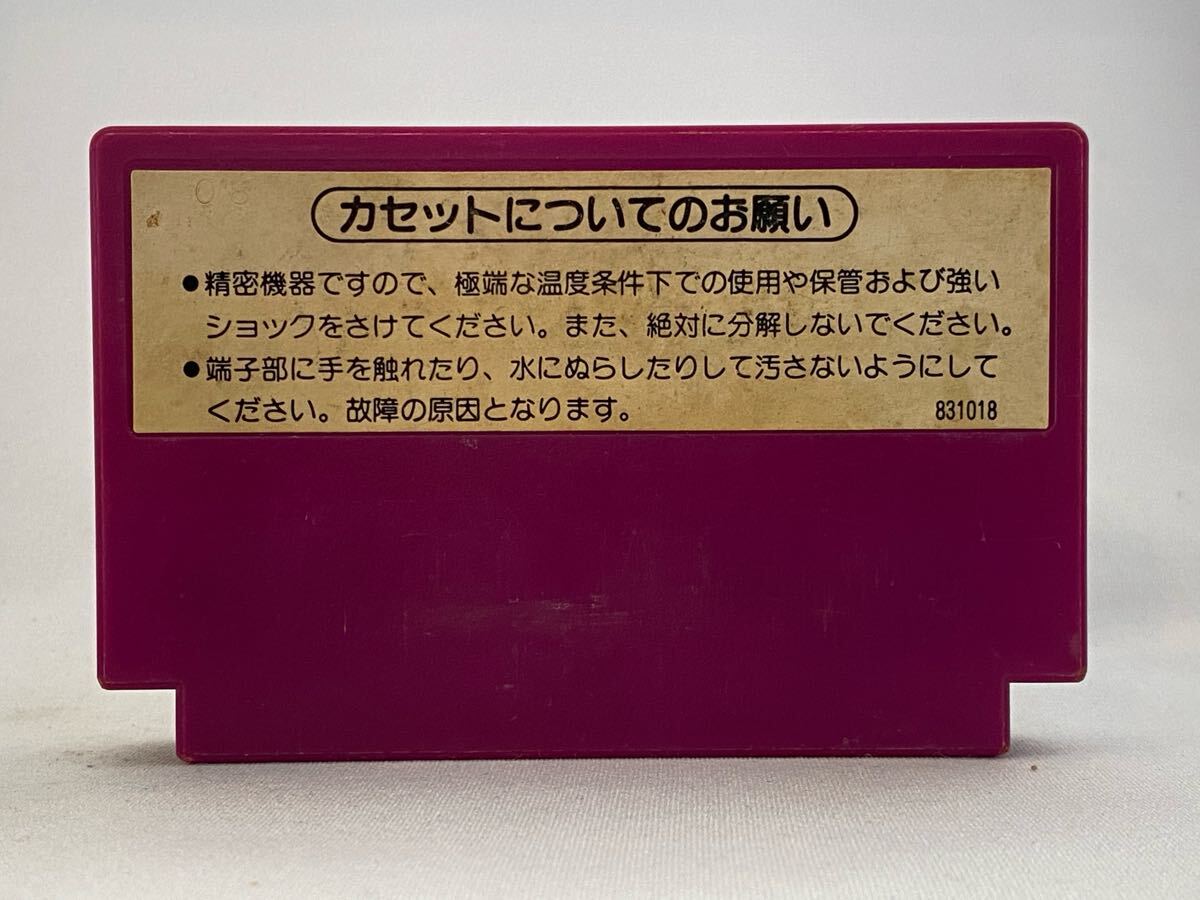 カセットについてのお願い
●精密機器ですので、極端な温度条件下での使用や保管および強い
ショックをさけてください。また、絶対に分解しないでください。
●端子部に手を触れたり、水にぬらしたりして汚さないようにして
ください。故障の原因となります。 831018